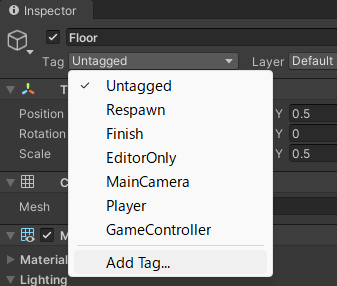 Inspector
Floor
Tag Untagged Layer Default
Untagged
Respawn
Finish
EditorOnly
MainCamera
Player
GameController
Add Tag...
T
Position Y 0.5
Rotation Y 0
Scale Y 0.5
C
Mesh
M
Material
Lighting